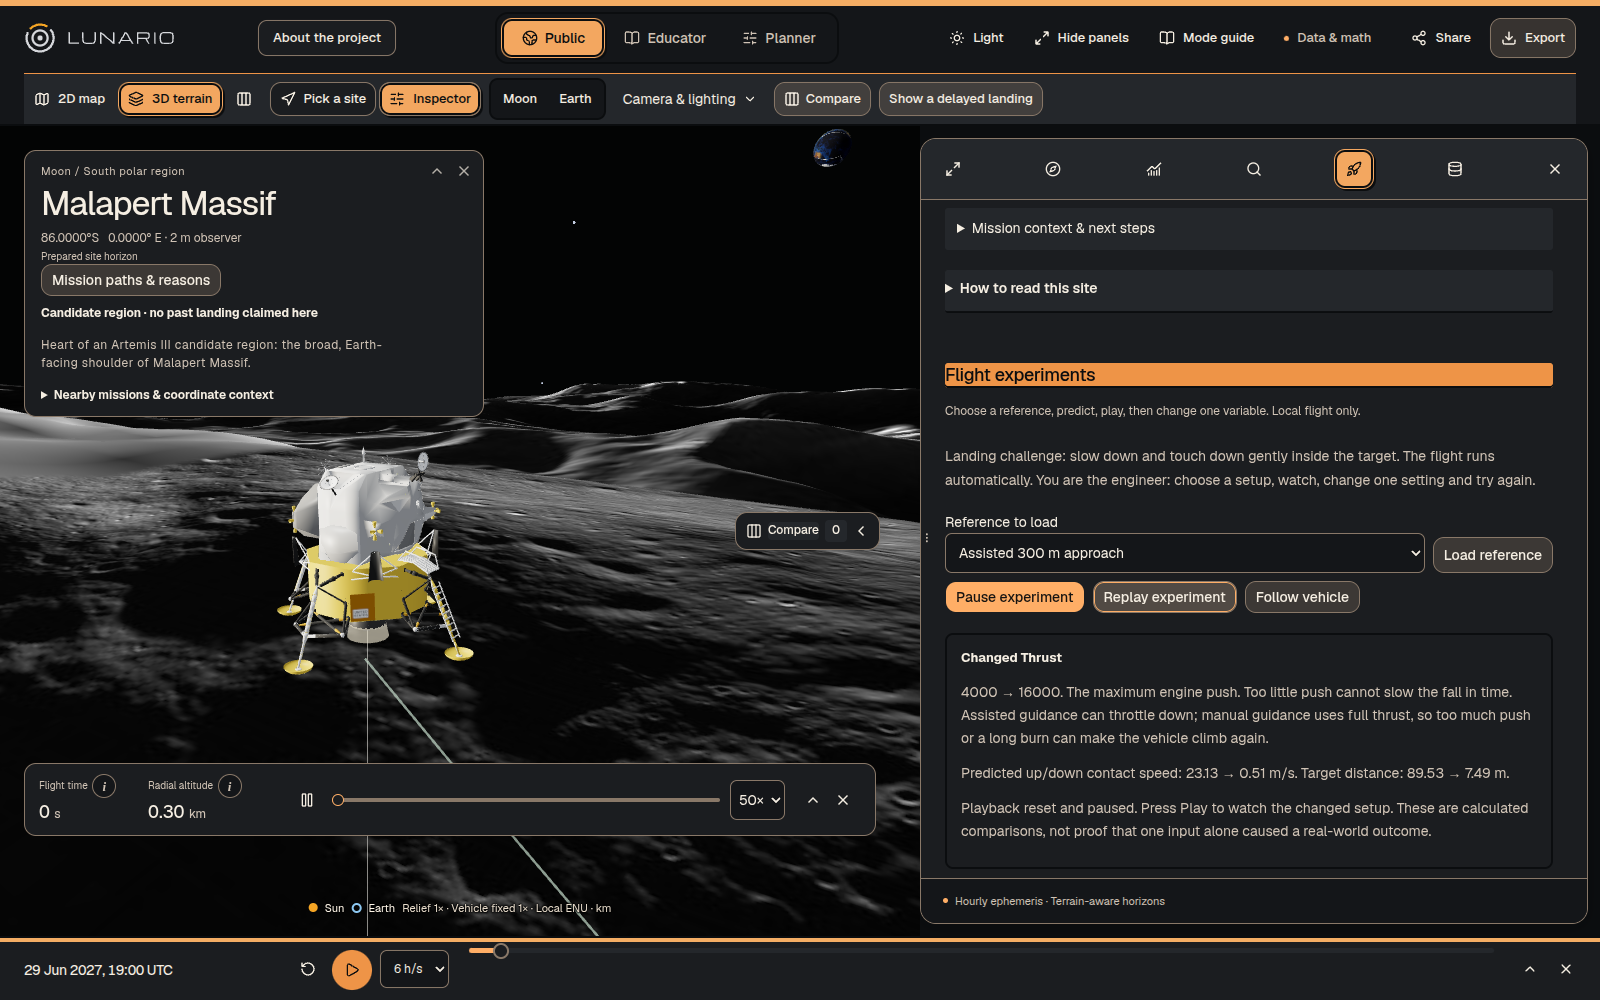 LUNARIO
About the project
Public
Educator
Planner
Light
Hide panels
Mode guide
Data & math
Share
Export
2D map
3D terrain
Pick a site
Inspector
Moon
Earth
Camera & lighting
Compare
Show a delayed landing
Moon / South polar region
Malapert Massif
86.0000°S 0.0000° E · 2 m observer
Prepared site horizon
Mission paths & reasons
Candidate region · no past landing claimed here
Heart of an Artemis III candidate region: the broad, Earth-
facing shoulder of Malapert Massif.
Nearby missions & coordinate context
Compare 0
Flight time i
0 s
Radial altitude i
0.30 km
50×
Sun Earth Relief 1× · Vehicle fixed 1× · Local ENU · km
Mission context & next steps
How to read this site
Flight experiments
Choose a reference, predict, play, then change one variable. Local flight only.
Landing challenge: slow down and touch down gently inside the target. The flight runs
automatically. You are the engineer: choose a setup, watch, change one setting and try again.
Reference to load
Assisted 300 m approach
Load reference
Pause experiment
Replay experiment
Follow vehicle
Changed Thrust
4000 → 16000. The maximum engine push. Too little push cannot slow the fall in time.
Assisted guidance can throttle down; manual guidance uses full thrust, so too much push
or a long burn can make the vehicle climb again.
Predicted up/down contact speed: 23.13 → 0.51 m/s. Target distance: 89.53 → 7.49 m.
Playback reset and paused. Press Play to watch the changed setup. These are calculated
comparisons, not proof that one input alone caused a real-world outcome.
Hourly ephemeris · Terrain-aware horizons
29 Jun 2027, 19:00 UTC
6 h/s